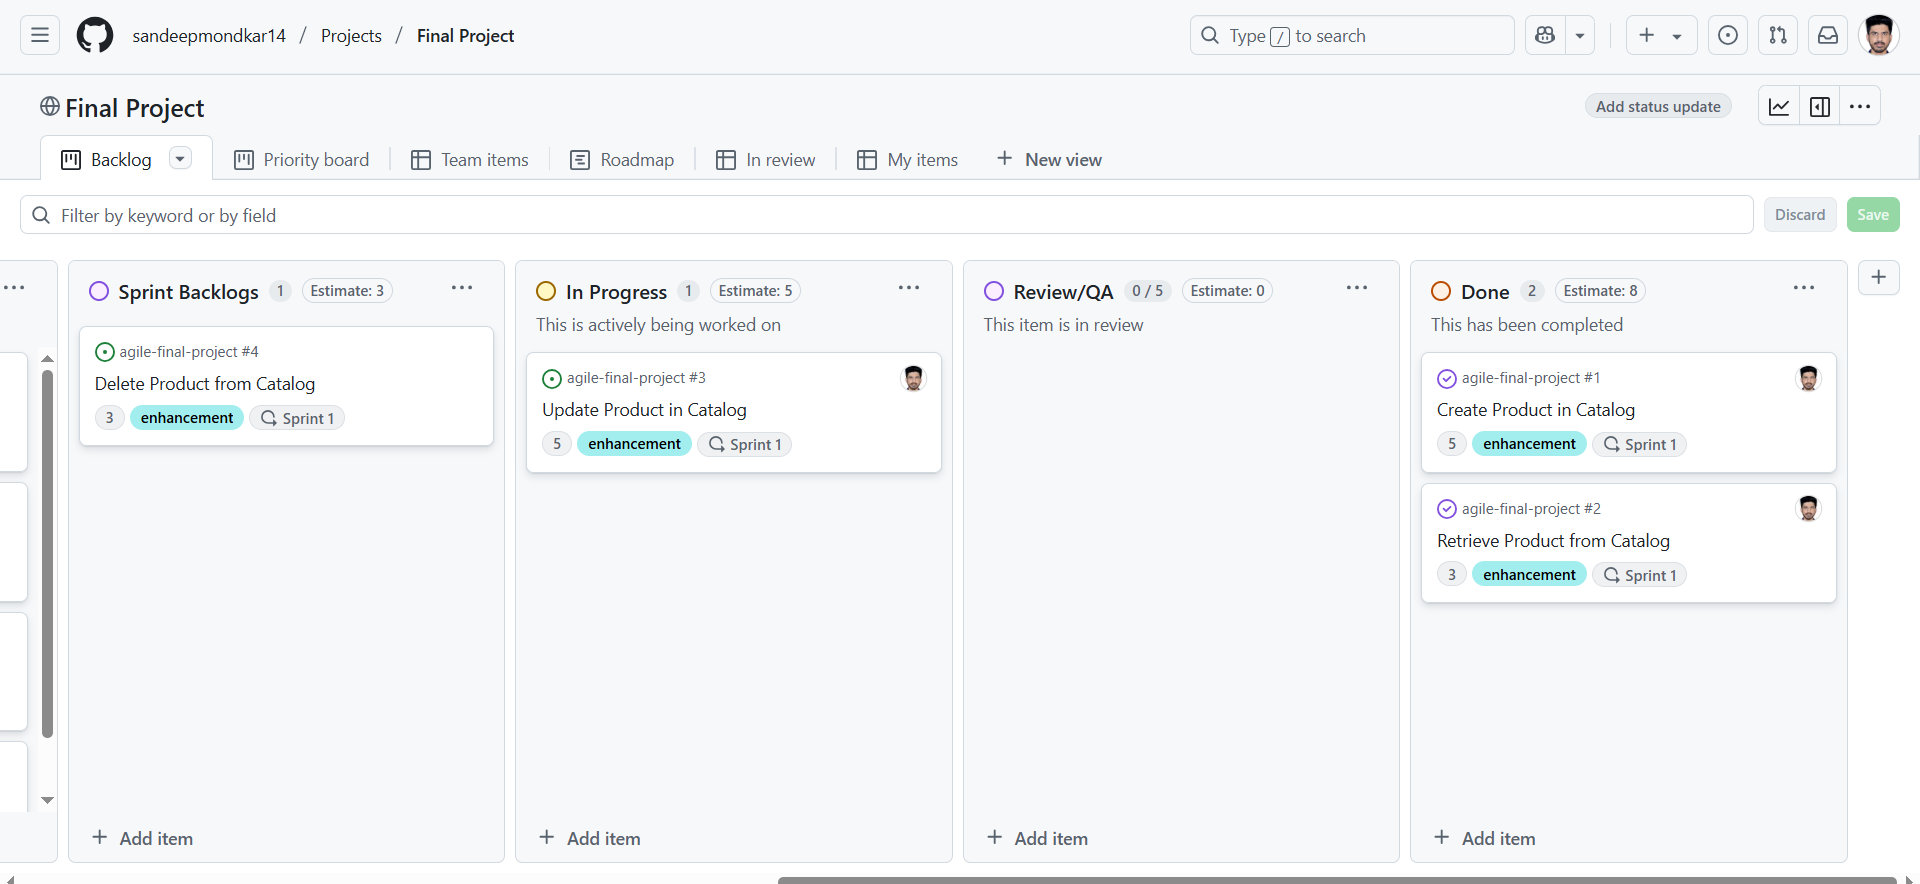 sandeepmondkar14 / Projects / Final Project
Type / to search
Final Project
Add status update
Backlog
Priority board
Team items
Roadmap
In review
My items
New view
Filter by keyword or by field
Discard
Save
Sprint Backlogs 1 Estimate: 3
agile-final-project #4
Delete Product from Catalog
3 enhancement Sprint 1
Add item
In Progress 1 Estimate: 5
This is actively being worked on
agile-final-project #3
Update Product in Catalog
5 enhancement Sprint 1
Add item
Review/QA 0 / 5 Estimate: 0
This item is in review
Add item
Done 2 Estimate: 8
This has been completed
agile-final-project #1
Create Product in Catalog
5 enhancement Sprint 1
agile-final-project #2
Retrieve Product from Catalog
3 enhancement Sprint 1
Add item